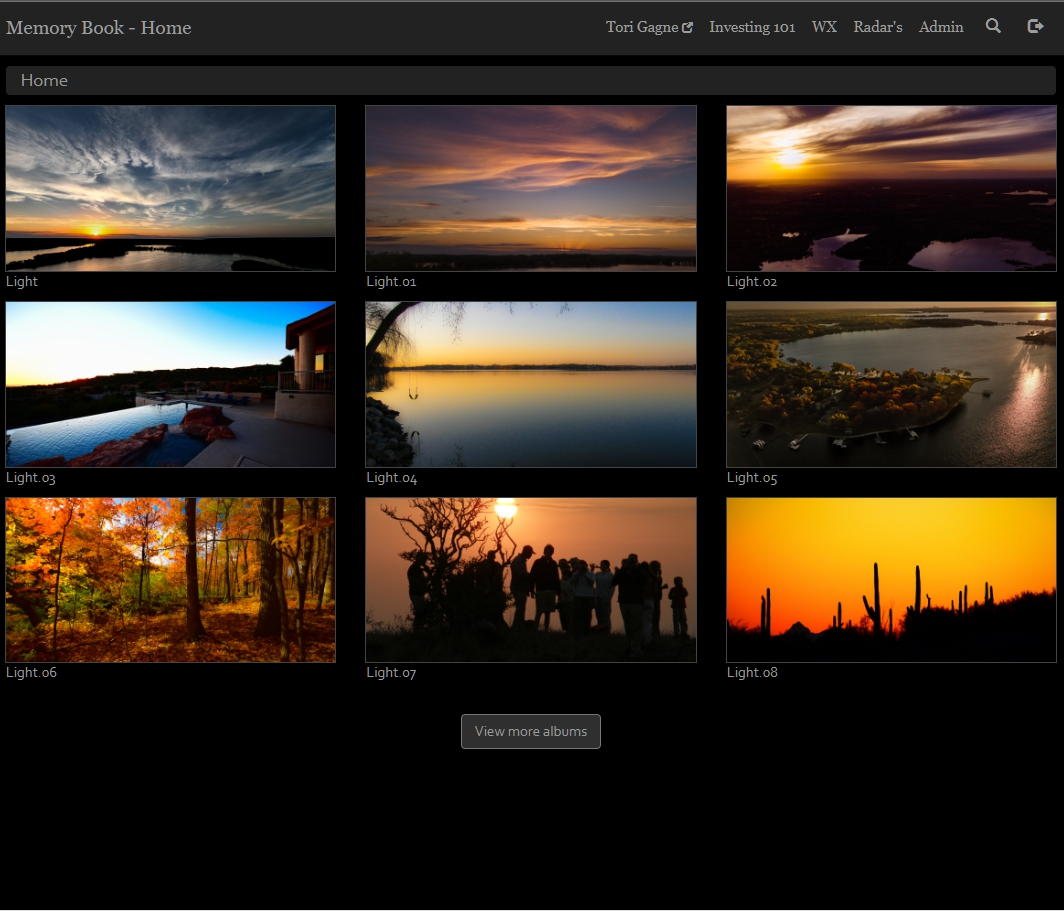 Memory Book - Home
Tori Gagne Investing 101 WX Radar's Admin
Home
Light Light.01 Light.02
Light.03 Light.04 Light.05
Light.06 Light.07 Light.08
View more albums